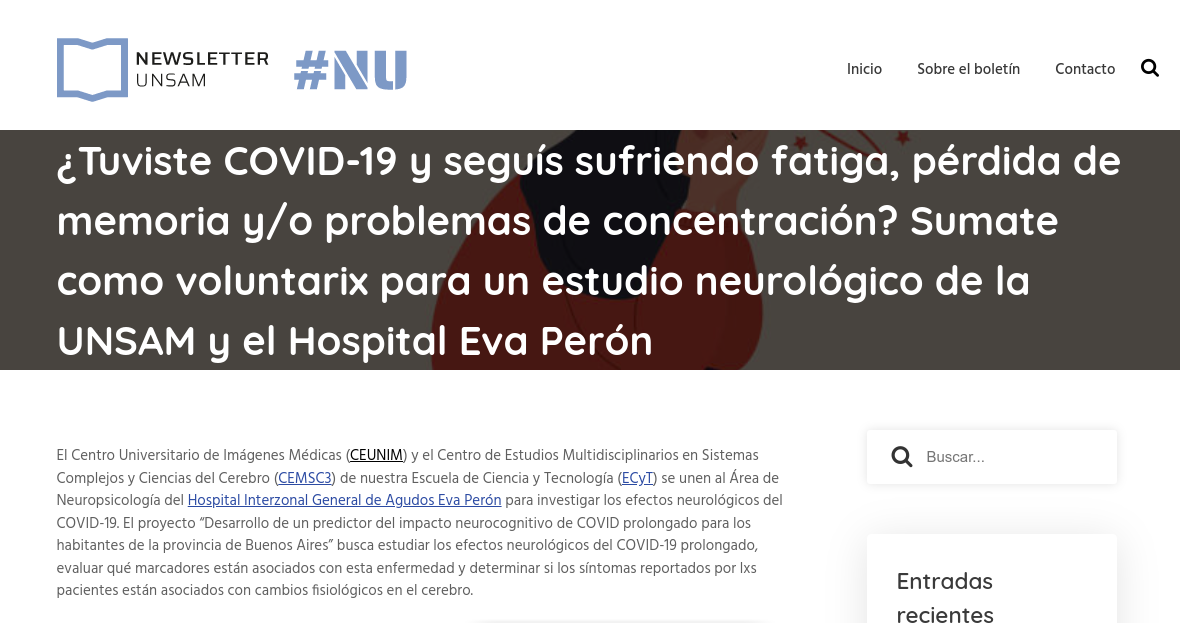 NEWSLETTER
UNSAM
#NU
Inicio
Sobre el boletín
Contacto
¿Tuviste COVID-19 y seguís sufriendo fatiga, pérdida de
memoria y/o problemas de concentración? Sumate
como voluntarix para un estudio neurológico de la
UNSAM y el Hospital Eva Perón
El Centro Universitario de Imágenes Médicas (CEUNIM) y el Centro de Estudios Multidisciplinarios en Sistemas
Complejos y Ciencias del Cerebro (CEMSC3) de nuestra Escuela de Ciencia y Tecnología (ECyT) se unen al Área de
Neuropsicología del Hospital Interzonal General de Agudos Eva Perón para investigar los efectos neurológicos del
COVID-19. El proyecto “Desarrollo de un predictor del impacto neurocognitivo de COVID prolongado para los
habitantes de la provincia de Buenos Aires” busca estudiar los efectos neurológicos del COVID-19 prolongado,
evaluar qué marcadores están asociados con esta enfermedad y determinar si los síntomas reportados por lxs
pacientes están asociados con cambios fisiológicos en el cerebro.
Buscar...
Entradas
recientes